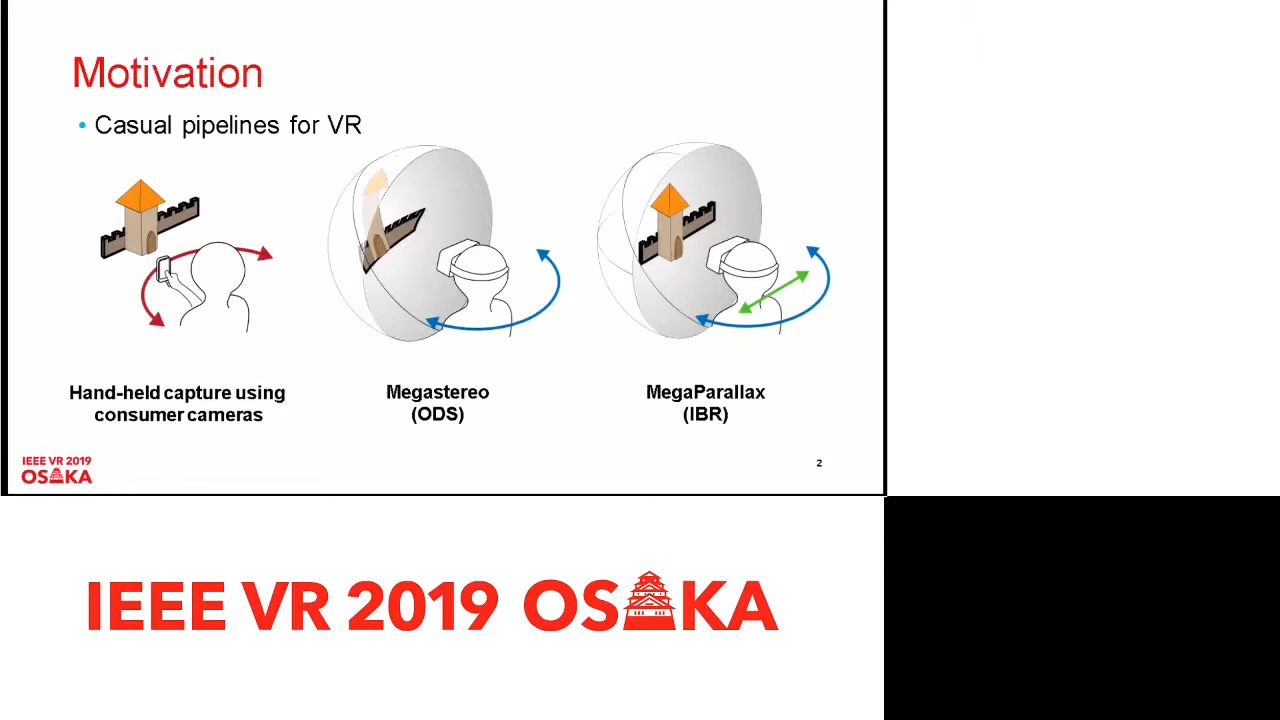 Motivation
• Casual pipelines for VR
Hand-held capture using
consumer cameras
Megastereo
(ODS)
MegaParallax
(IBR)
IEEE VR 2019
OSAKA
2
IEEE VR 2019 OSAKA